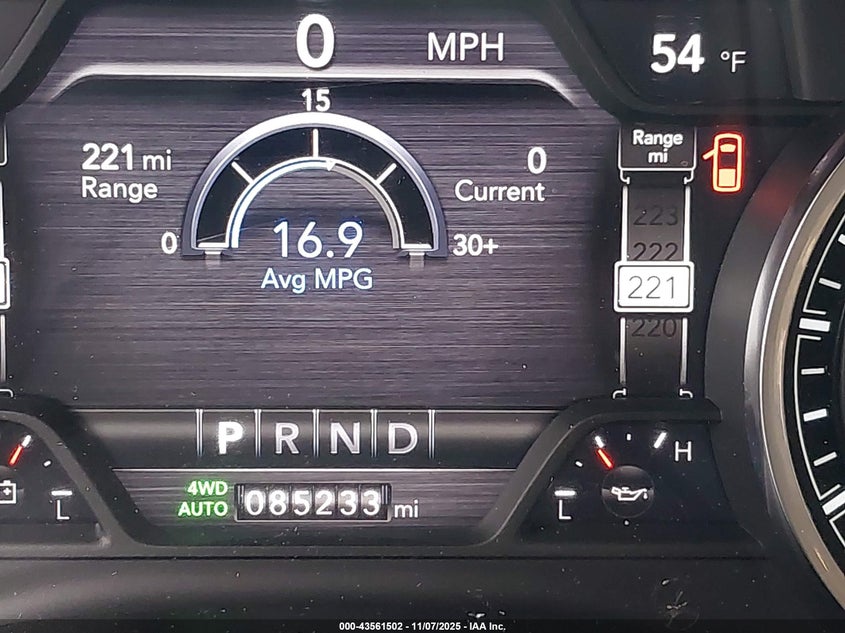 0 MPH
54 °F
15
221 mi
Range
0
Current
0
30+
16.9
Avg MPG
Range
mi
223
222
221
220
P R N D
H
4WD
AUTO
085233 mi
L
L
000-43561502 - 11/07/2025 - IAA Inc.